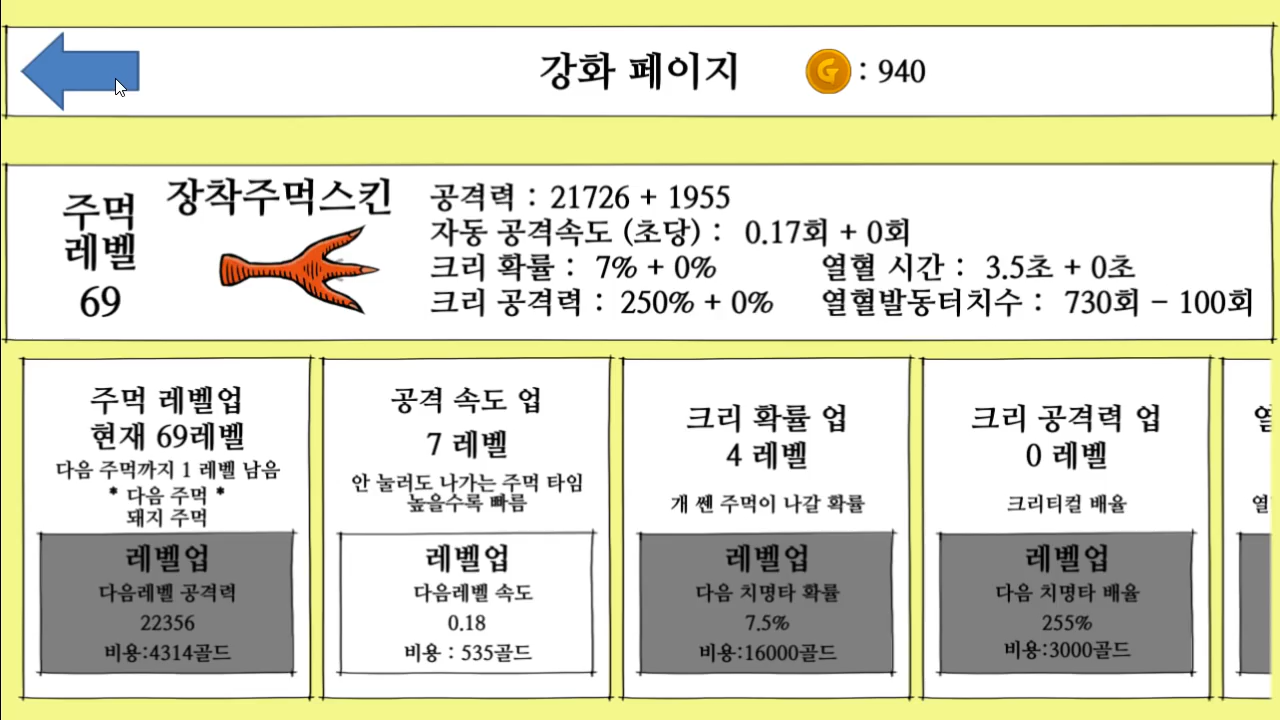 강화 페이지
G : 940
주먹
레벨
69
장착주먹스킨
공격력 : 21726 + 1955
자동 공격속도 (초당) : 0.17회 + 0회
크리 확률 : 7% + 0%
열혈 시간 : 3.5초 + 0초
크리 공격력 : 250% + 0%
열혈발동터치수 : 730회 - 100회
주먹 레벨업
현재 69레벨
다음 주먹까지 1 레벨 남음
* 다음 주먹 *
돼지 주먹
레벨업
다음레벨 공격력
22356
비용:4314골드
공격 속도 업
7 레벨
안 눌러도 나가는 주먹 타임
높을수록 빠름
레벨업
다음레벨 속도
0.18
비용 : 535골드
크리 확률 업
4 레벨
개 쎈 주먹이 나갈 확률
레벨업
다음 치명타 확률
7.5%
비용:16000골드
크리 공격력 업
0 레벨
크리티컬 배율
레벨업
다음 치명타 배율
255%
비용:3000골드
열